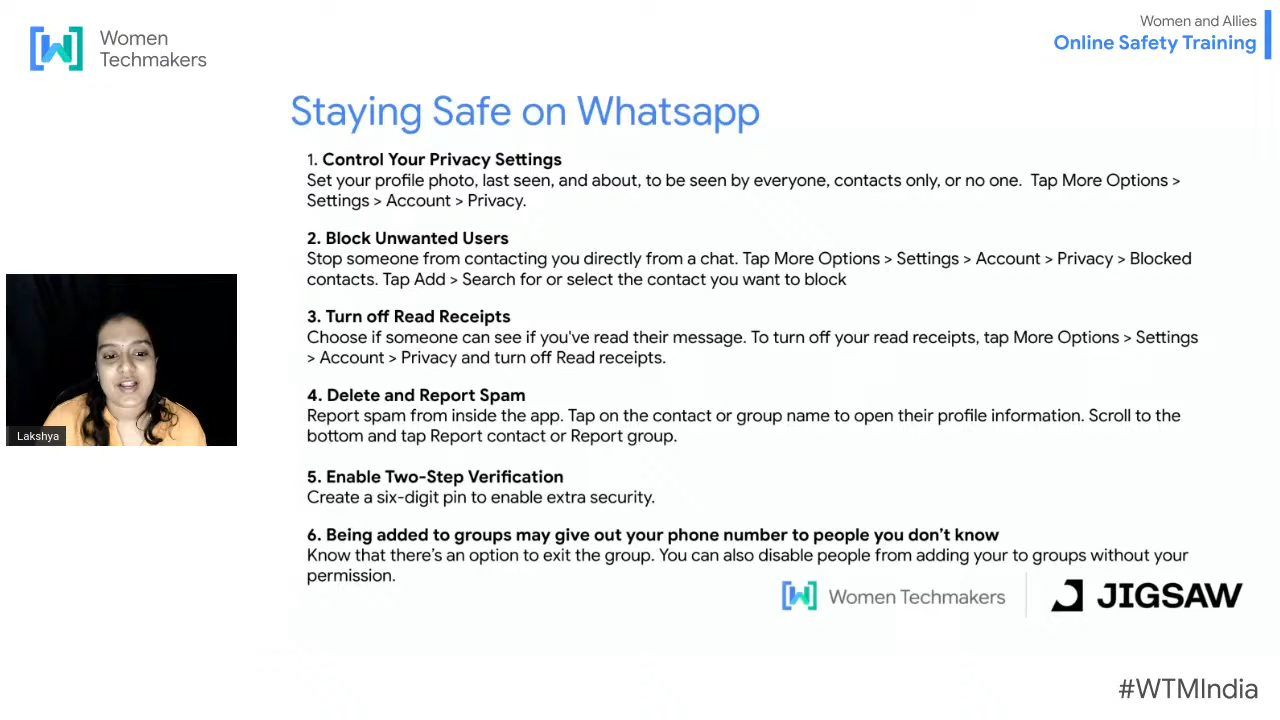 Women
Techmakers
Women and Allies
Online Safety Training
Staying Safe on Whatsapp
1. Control Your Privacy Settings
Set your profile photo, last seen, and about, to be seen by everyone, contacts only, or no one. Tap More Options >
Settings > Account > Privacy.
2. Block Unwanted Users
Stop someone from contacting you directly from a chat. Tap More Options > Settings > Account > Privacy > Blocked
contacts. Tap Add > Search for or select the contact you want to block
3. Turn off Read Receipts
Choose if someone can see if you've read their message. To turn off your read receipts, tap More Options > Settings
> Account > Privacy and turn off Read receipts.
4. Delete and Report Spam
Report spam from inside the app. Tap on the contact or group name to open their profile information. Scroll to the
bottom and tap Report contact or Report group.
5. Enable Two-Step Verification
Create a six-digit pin to enable extra security.
6. Being added to groups may give out your phone number to people you don’t know
Know that there’s an option to exit the group. You can also disable people from adding your to groups without your
permission.
Lakshya
Women Techmakers
JIGSAW
#WTMIndia